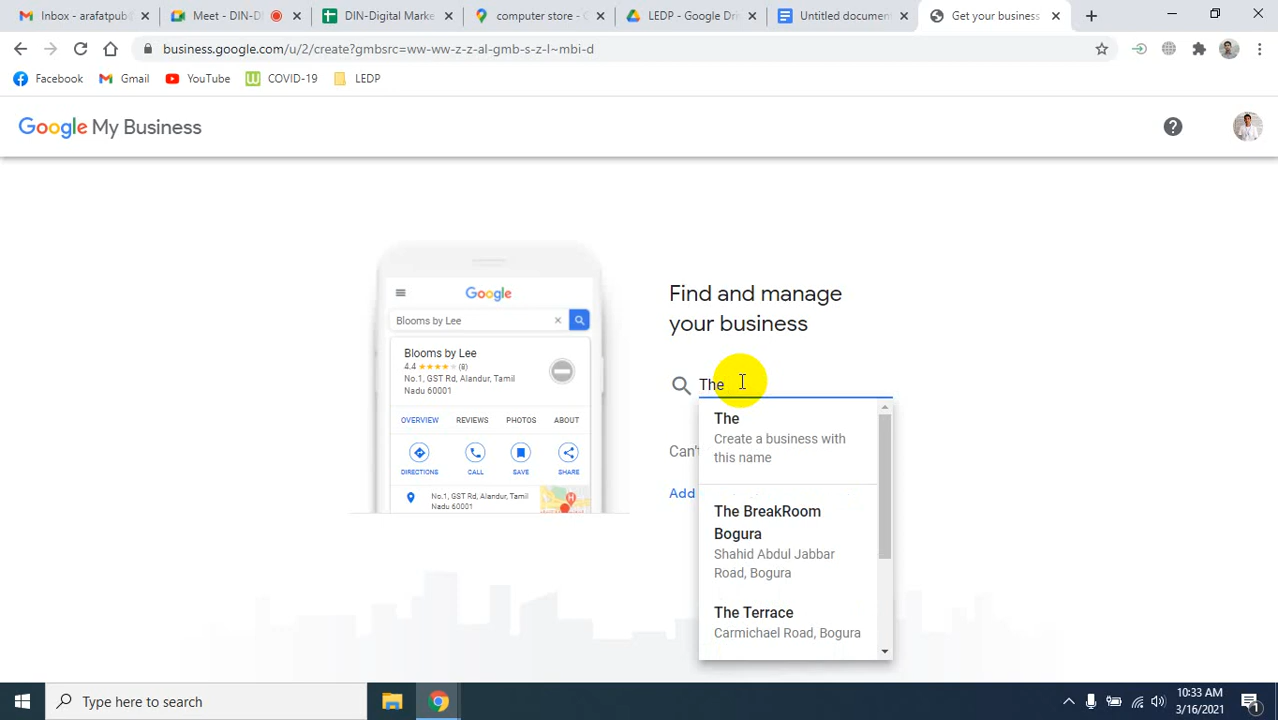 Inbox - arafatpub
Meet - DIN-D
DIN-Digital Marke
computer store - G
LEDP - Google Dri
Untitled document
Get your business
business.google.com/u/2/create?gmbsrc=ww-ww-z-z-al-gmb-s-z-l~mbi-d
Facebook
Gmail
YouTube
COVID-19
LEDP
Google My Business
Google
Blooms by Lee
Blooms by Lee
4.4 ★★★★★ (8)
No.1, GST Rd, Alandur, Tamil
Nadu 60001
OVERVIEW REVIEWS PHOTOS ABOUT
DIRECTIONS CALL SAVE SHARE
No.1, GST Rd, Alandur, Tamil
Nadu 60001
Find and manage
your business
The
The
Create a business with
this name
The BreakRoom
Bogura
Shahid Abdul Jabbar
Road, Bogura
The Terrace
Carmichael Road, Bogura
Can't
Add
Type here to search
10:33 AM
3/16/2021
1